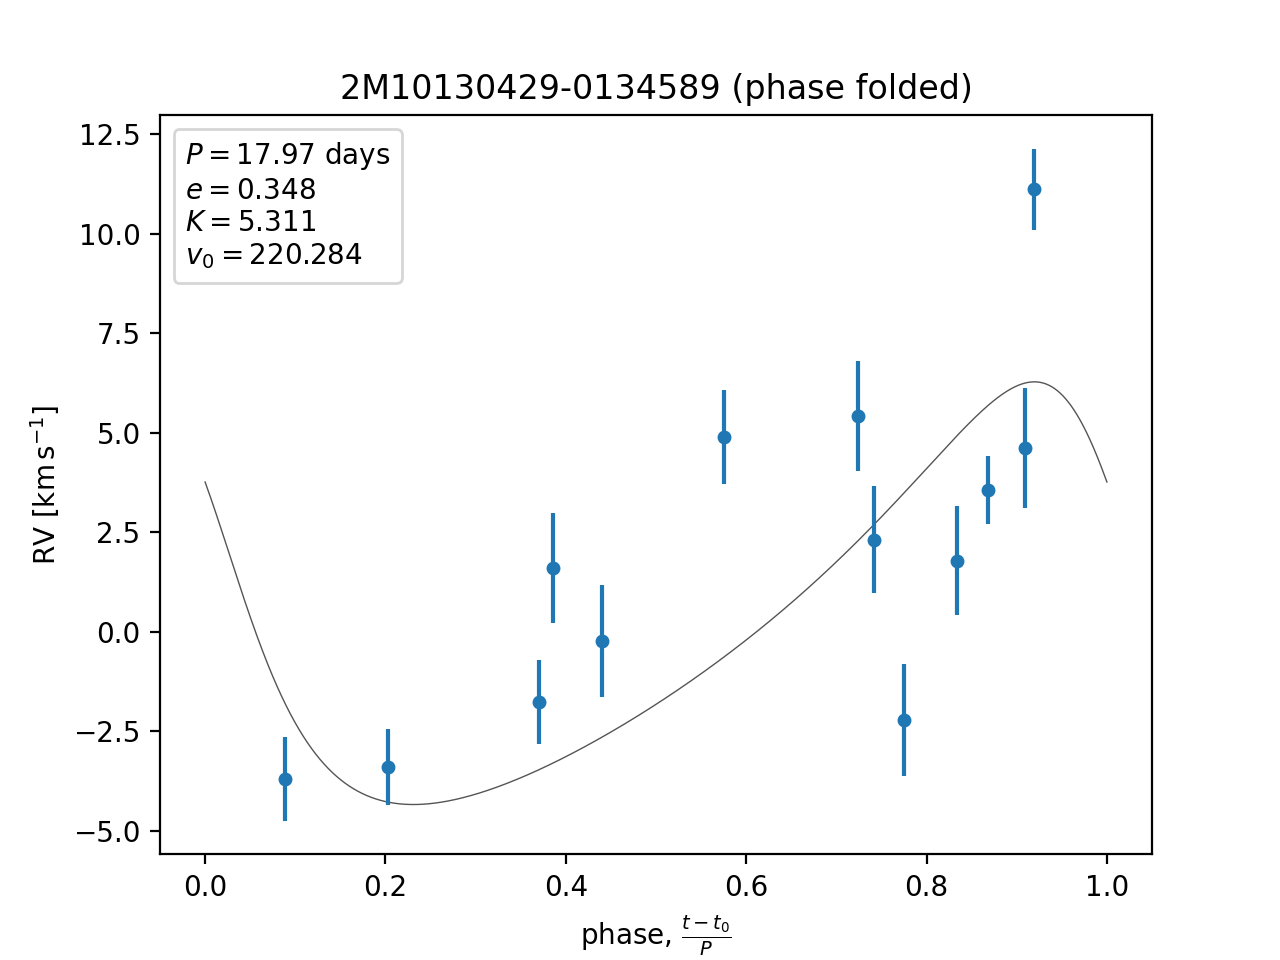 2M10130429-0134589 (phase folded)
P = 17.97 days
e = 0.348
K = 5.311
v₀ = 220.284
12.5
10.0
7.5
5.0
2.5
0.0
−2.5
−5.0
RV [km s⁻¹]
0.0 0.2 0.4 0.6 0.8 1.0
phase, (t − t₀)/P